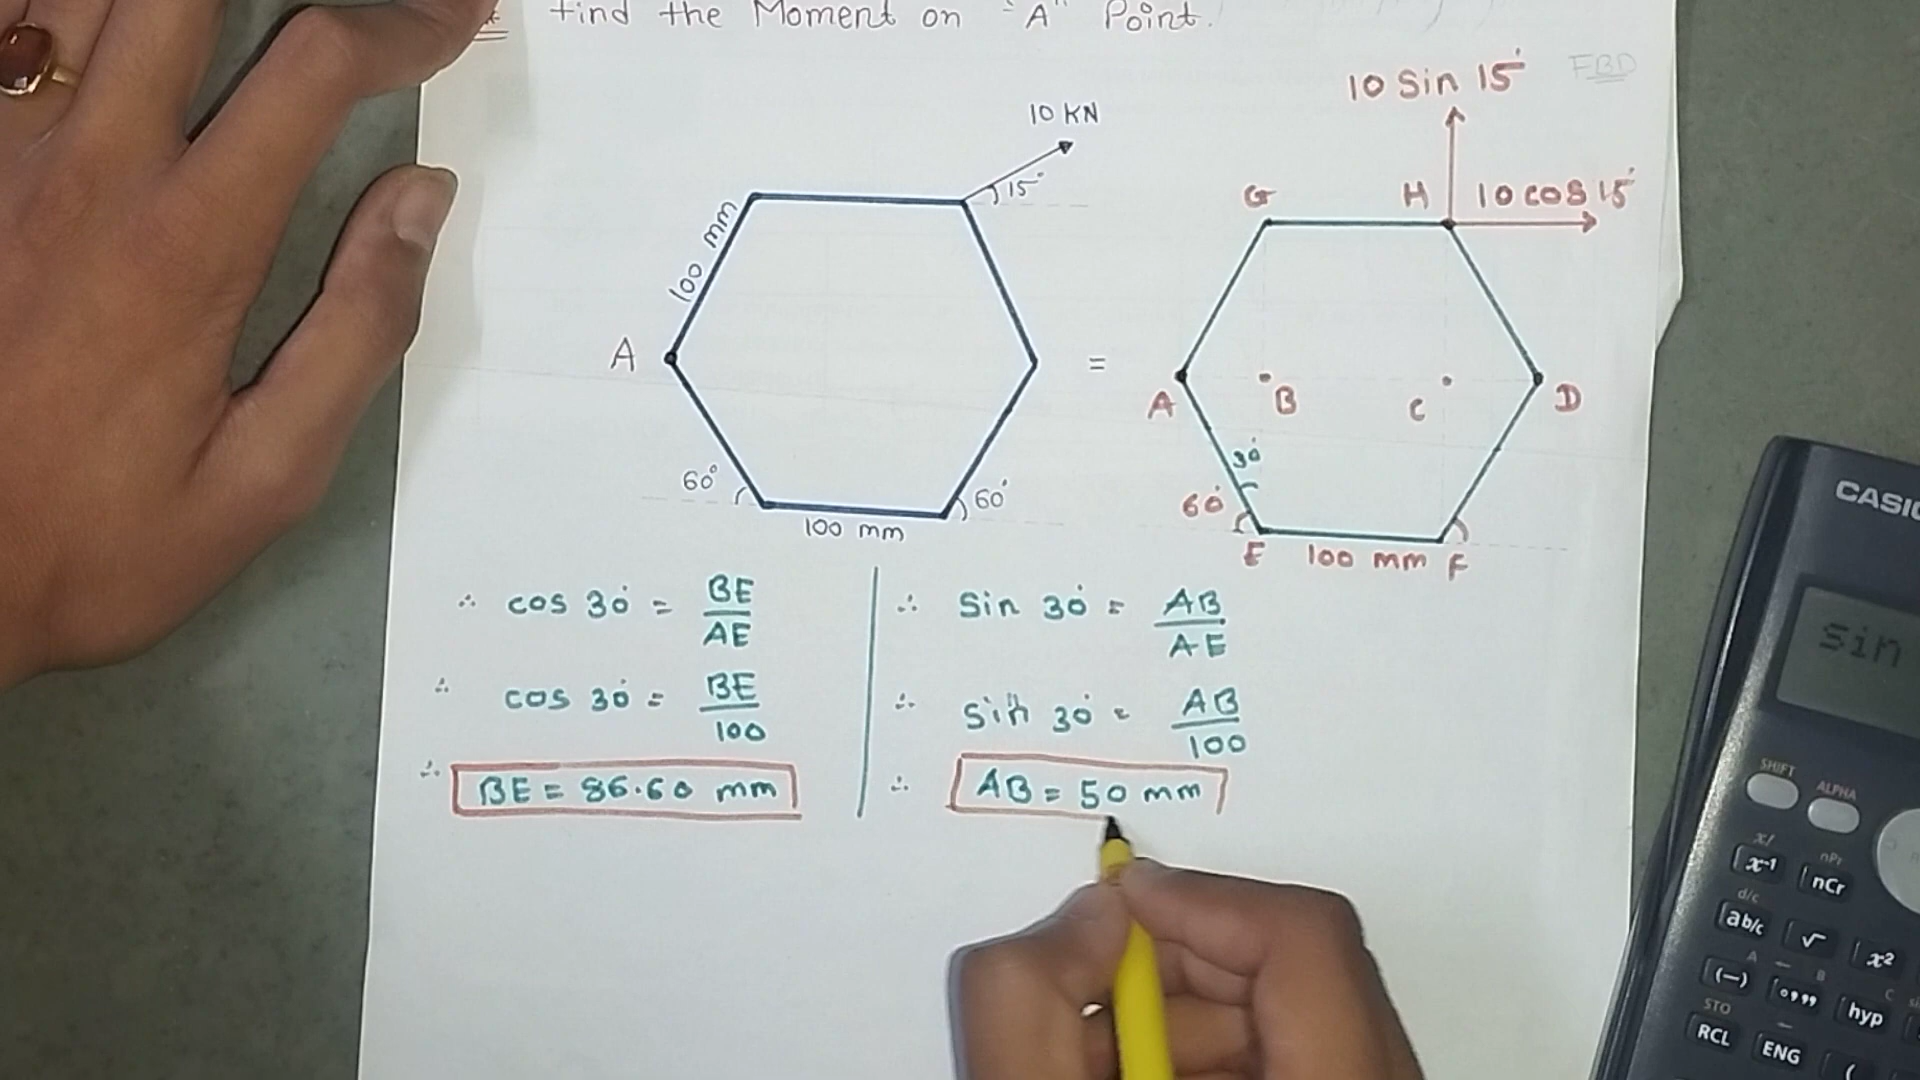 Find the Moment on "A" Point.
FBD
10 KN
15°
100 mm
A
60°
60°
100 mm
=
10 Sin 15°
G H 10 cos 15°
A B C D
30°
60°
E 100 mm F
∴ cos 30° = BE/AE
∴ cos 30° = BE/100
∴ BE = 86.60 mm
∴ Sin 30° = AB/AE
∴ Sin 30° = AB/100
∴ AB = 50 mm
CASIO
sin
SHIFT ALPHA
x! nPr
x⁻¹ nCr
d/c
ab/c √ x²
A ← B C
(−) °,,, hyp
STO ←
RCL ENG (